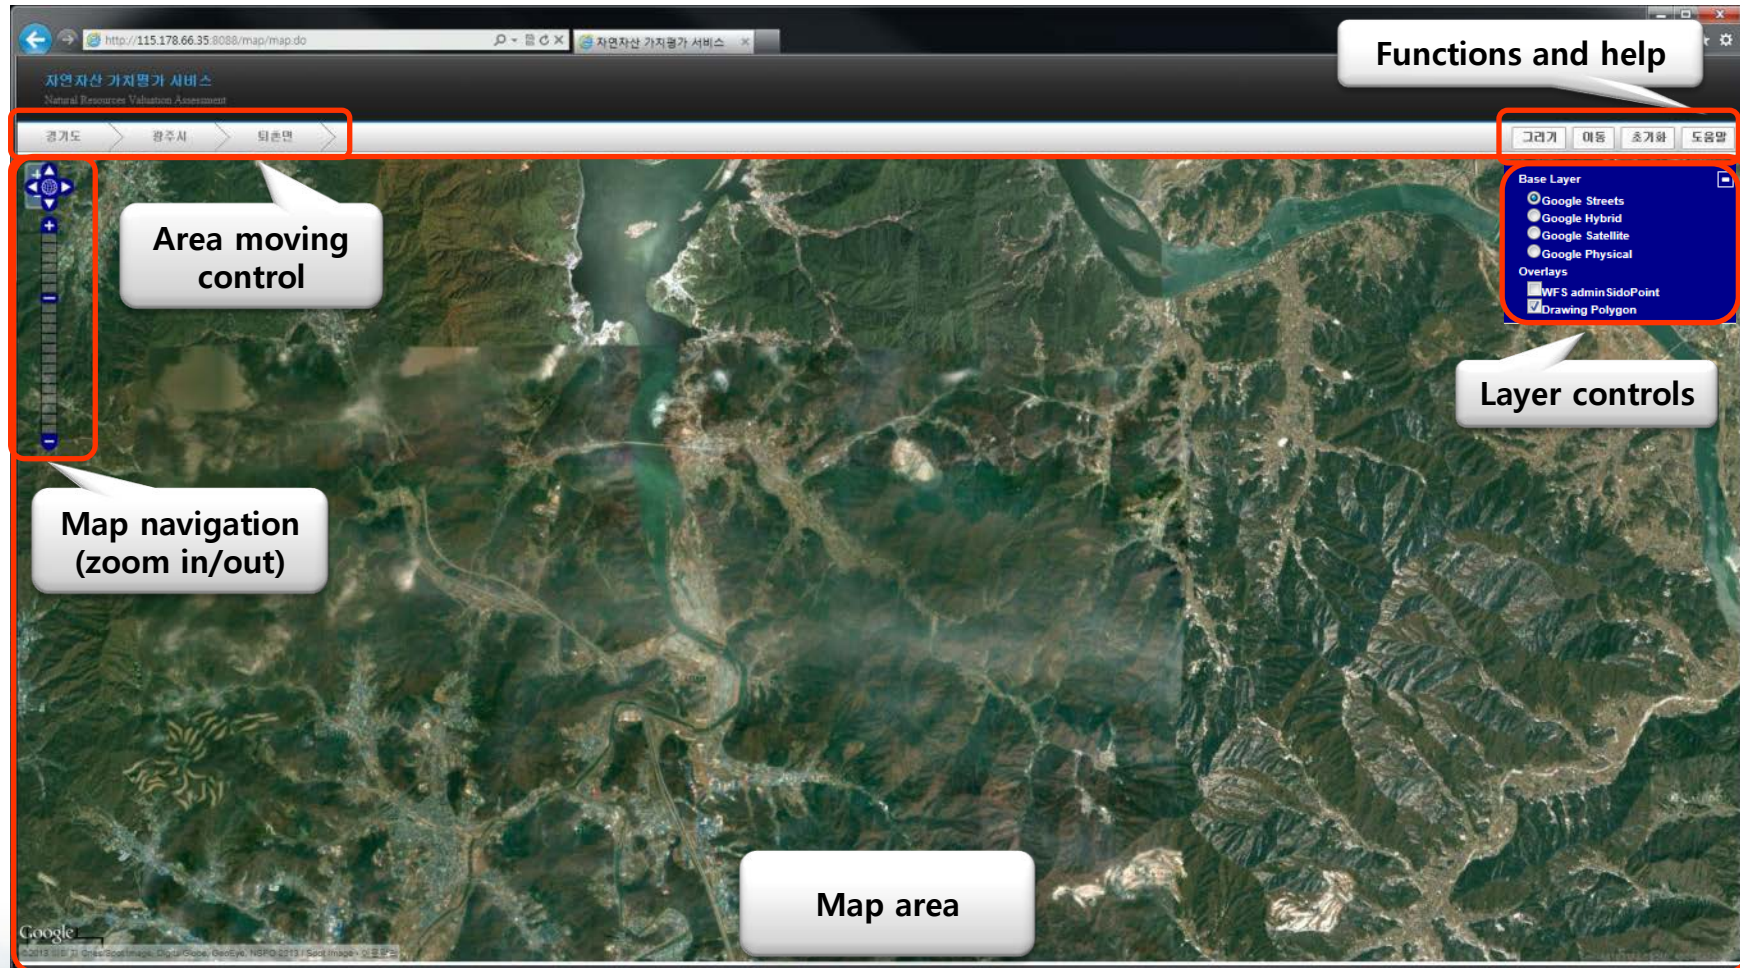 http://115.178.66.35:8088/map/map.do
자연자산 가치평가 서비스
Functions and help
자연자산 가치평가 서비스
Natural Resources Valuation Assessment
경기도
광주시
퇴촌면
그리기
이동
초기화
도움말
Base Layer
Google Streets
Google Hybrid
Google Satellite
Google Physical
Overlays
WFS adminSidoPoint
Drawing Polygon
Area moving
control
Layer controls
Map navigation
(zoom in/out)
Map area
Google